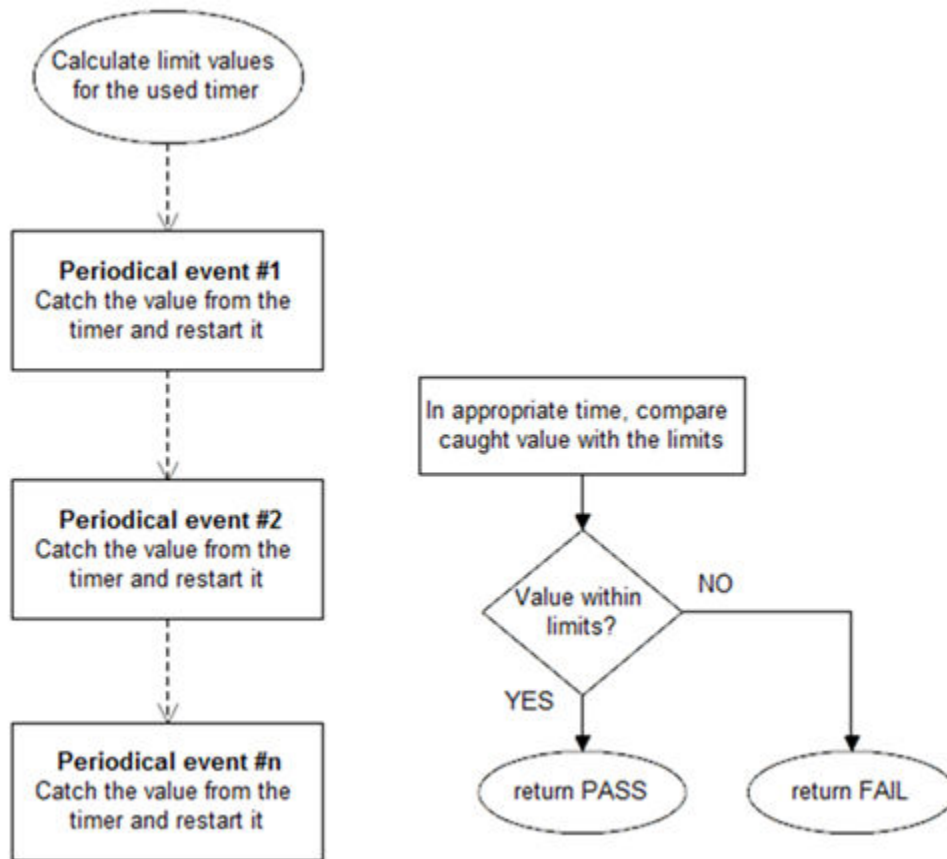 Calculate limit values
for the used timer
Periodical event #1
Catch the value from the
timer and restart it
Periodical event #2
Catch the value from the
timer and restart it
Periodical event #n
Catch the value from the
timer and restart it
In appropriate time, compare
caught value with the limits
Value within
limits?
NO
YES
return PASS
return FAIL